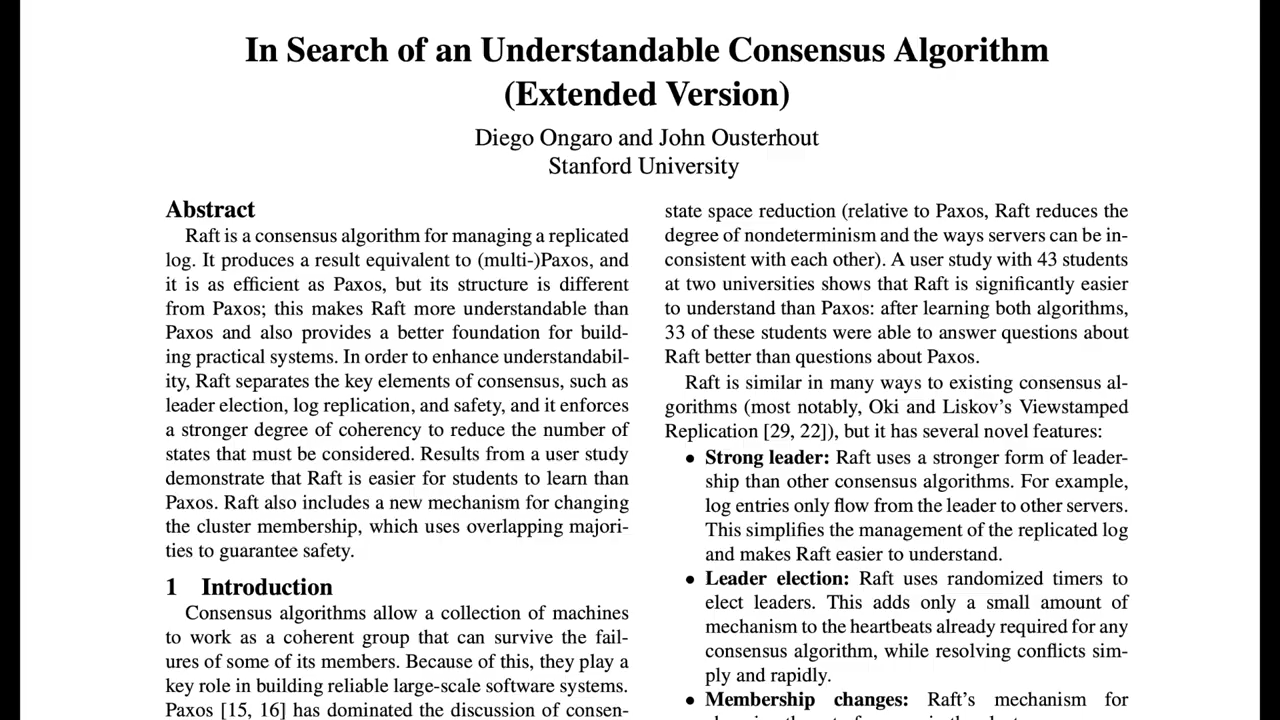 In Search of an Understandable Consensus Algorithm
(Extended Version)
Diego Ongaro and John Ousterhout
Stanford University
Abstract
Raft is a consensus algorithm for managing a replicated
log. It produces a result equivalent to (multi-)Paxos, and
it is as efficient as Paxos, but its structure is different
from Paxos; this makes Raft more understandable than
Paxos and also provides a better foundation for build-
ing practical systems. In order to enhance understandabil-
ity, Raft separates the key elements of consensus, such as
leader election, log replication, and safety, and it enforces
a stronger degree of coherency to reduce the number of
states that must be considered. Results from a user study
demonstrate that Raft is easier for students to learn than
Paxos. Raft also includes a new mechanism for changing
the cluster membership, which uses overlapping majori-
ties to guarantee safety.
1 Introduction
Consensus algorithms allow a collection of machines
to work as a coherent group that can survive the fail-
ures of some of its members. Because of this, they play a
key role in building reliable large-scale software systems.
Paxos [15, 16] has dominated the discussion of consen-
state space reduction (relative to Paxos, Raft reduces the
degree of nondeterminism and the ways servers can be in-
consistent with each other). A user study with 43 students
at two universities shows that Raft is significantly easier
to understand than Paxos: after learning both algorithms,
33 of these students were able to answer questions about
Raft better than questions about Paxos.
Raft is similar in many ways to existing consensus al-
gorithms (most notably, Oki and Liskov's Viewstamped
Replication [29, 22]), but it has several novel features:
• Strong leader: Raft uses a stronger form of leader-
ship than other consensus algorithms. For example,
log entries only flow from the leader to other servers.
This simplifies the management of the replicated log
and makes Raft easier to understand.
• Leader election: Raft uses randomized timers to
elect leaders. This adds only a small amount of
mechanism to the heartbeats already required for any
consensus algorithm, while resolving conflicts sim-
ply and rapidly.
• Membership changes: Raft's mechanism for